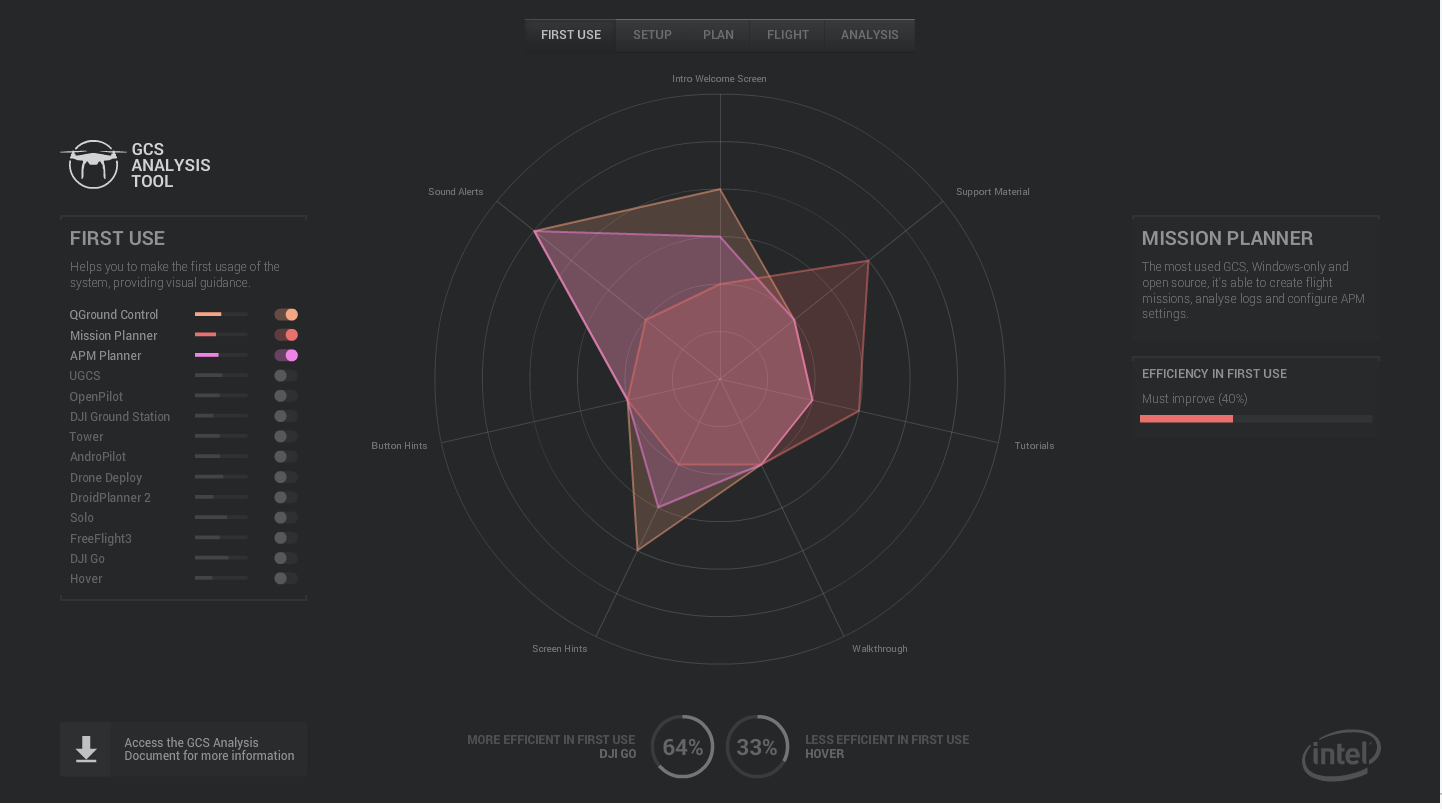 FIRST USE SETUP PLAN FLIGHT ANALYSIS
Intro Welcome Screen
Sound Alerts
Support Material
Button Hints
Tutorials
Screen Hints
Walkthrough
GCS
ANALYSIS
TOOL
FIRST USE
Helps you to make the first usage of the
system, providing visual guidance.
QGround Control
Mission Planner
APM Planner
UGCS
OpenPilot
DJI Ground Station
Tower
AndroPilot
Drone Deploy
DroidPlanner 2
Solo
FreeFlight3
DJI Go
Hover
MISSION PLANNER
The most used GCS, Windows-only and
open source, it's able to create flight
missions, analyse logs and configure APM
settings.
EFFICIENCY IN FIRST USE
Must improve (40%)
Access the GCS Analysis
Document for more information
MORE EFFICIENT IN FIRST USE
DJI GO
64%
33%
LESS EFFICIENT IN FIRST USE
HOVER
intel